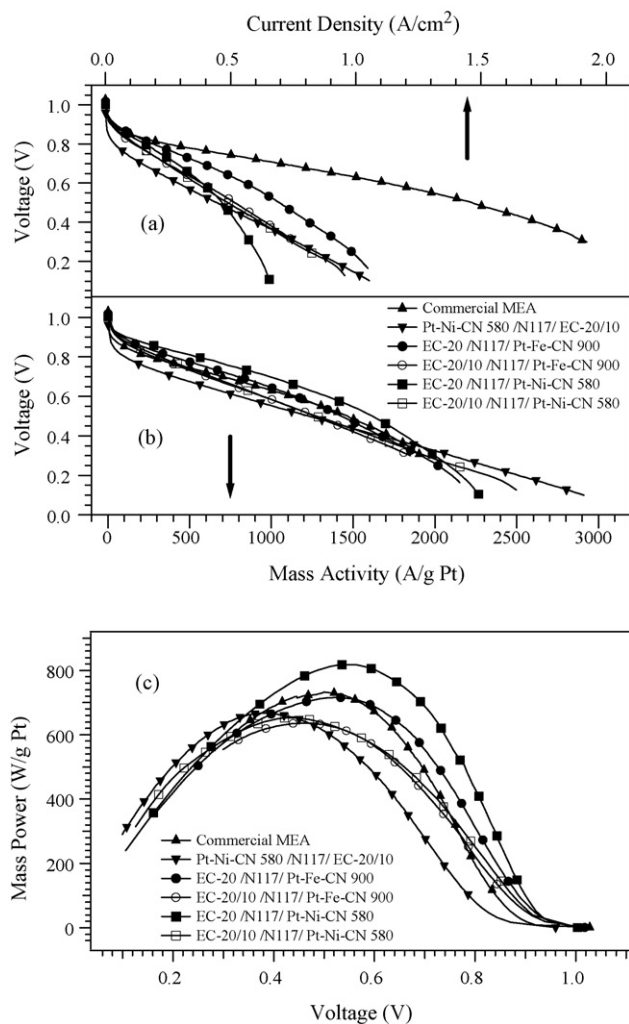 Current Density (A/cm²)
0.0 0.5 1.0 1.5 2.0
1.0
0.8
0.6
0.4
0.2
Voltage (V)
(a)
1.0
0.8
0.6
0.4
0.2
0.0
Voltage (V)
(b)
Commercial MEA
Pt-Ni-CN 580 /N117/ EC-20/10
EC-20 /N117/ Pt-Fe-CN 900
EC-20/10 /N117/ Pt-Fe-CN 900
EC-20 /N117/ Pt-Ni-CN 580
EC-20/10 /N117/ Pt-Ni-CN 580
0 500 1000 1500 2000 2500 3000
Mass Activity (A/g Pt)
800
600
400
200
0
Mass Power (W/g Pt)
(c)
Commercial MEA
Pt-Ni-CN 580 /N117/ EC-20/10
EC-20 /N117/ Pt-Fe-CN 900
EC-20/10 /N117/ Pt-Fe-CN 900
EC-20 /N117/ Pt-Ni-CN 580
EC-20/10 /N117/ Pt-Ni-CN 580
0.2 0.4 0.6 0.8 1.0
Voltage (V)